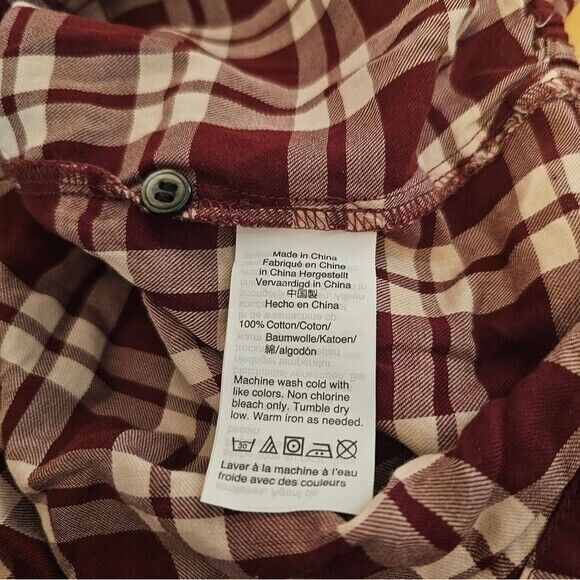 Made in China
Fabriqué en Chine
in China Hergestellt
Vervaardigd in China
中国製
Hecho en China
100% Cotton/Coton/
Baumwolle/Katoen/
綿/algodón
Machine wash cold with
like colors. Non chlorine
bleach only. Tumble dry
low. Warm iron as needed.
30
Laver à la machine à l'eau
froide avec des couleurs